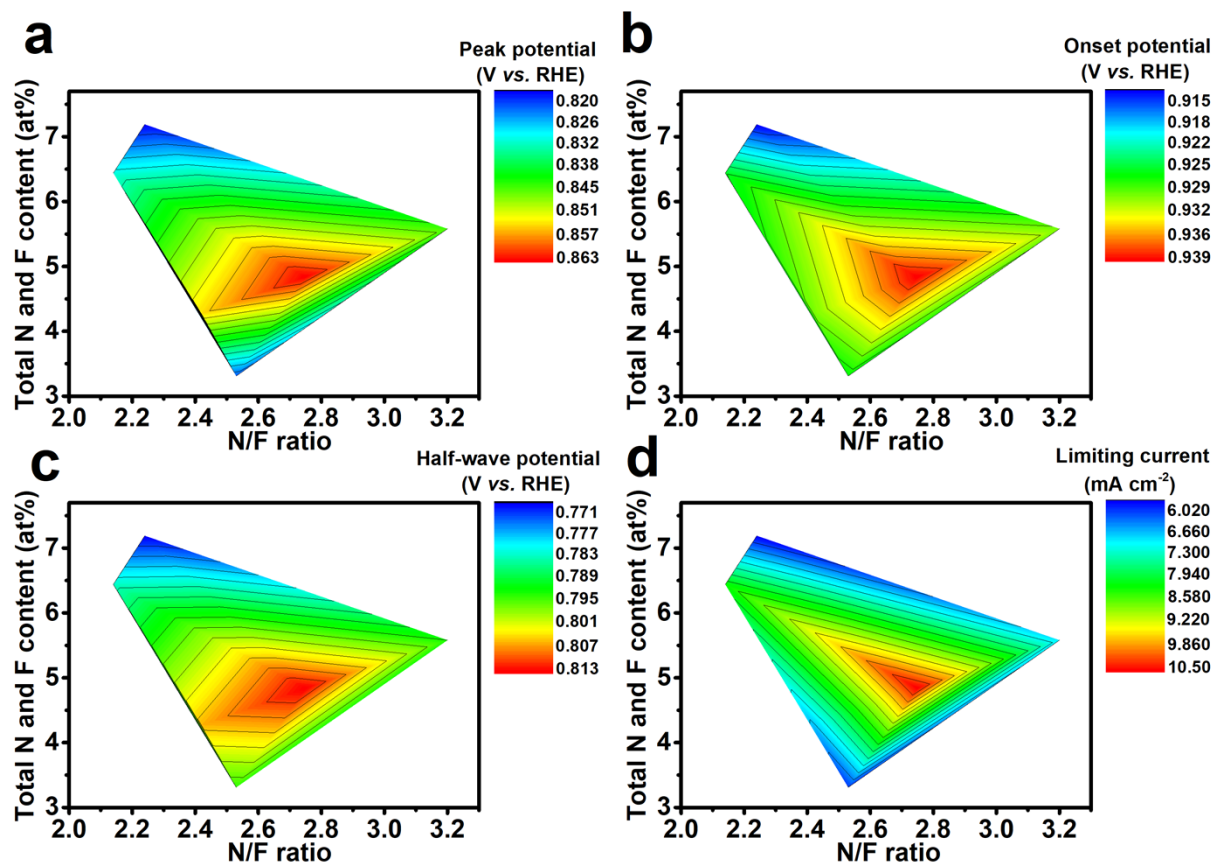 a
Peak potential
(V vs. RHE)
0.820
0.826
0.832
0.838
0.845
0.851
0.857
0.863
Total N and F content (at%)
7
6
5
4
3
2.0 2.2 2.4 2.6 2.8 3.0 3.2
N/F ratio
b
Onset potential
(V vs. RHE)
0.915
0.918
0.922
0.925
0.929
0.932
0.936
0.939
Total N and F content (at%)
7
6
5
4
3
2.0 2.2 2.4 2.6 2.8 3.0 3.2
N/F ratio
c
Half-wave potential
(V vs. RHE)
0.771
0.777
0.783
0.789
0.795
0.801
0.807
0.813
Total N and F content (at%)
7
6
5
4
3
2.0 2.2 2.4 2.6 2.8 3.0 3.2
N/F ratio
d
Limiting current
(mA cm⁻²)
6.020
6.660
7.300
7.940
8.580
9.220
9.860
10.50
Total N and F content (at%)
7
6
5
4
3
2.0 2.2 2.4 2.6 2.8 3.0 3.2
N/F ratio